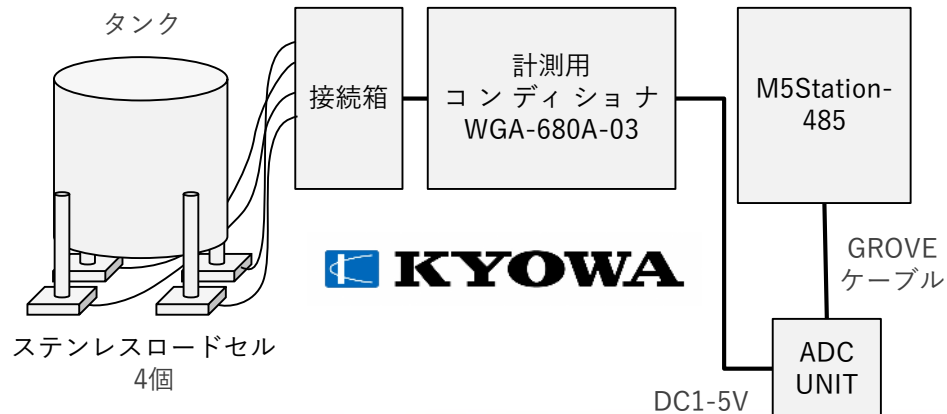 タンク
接続箱
計測用
コンディショナ
WGA-680A-03
M5Station-
485
KYOWA
GROVE
ケーブル
ステンレスロードセル
4個
ADC
UNIT
DC1-5V